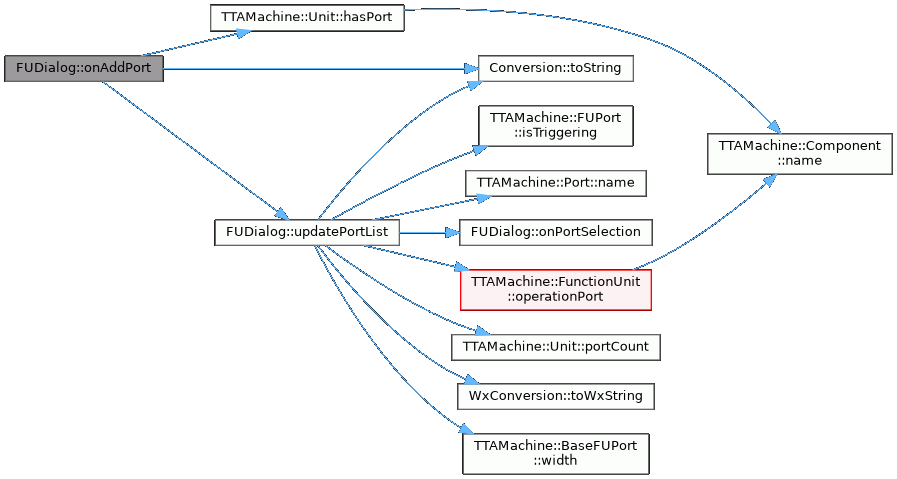 TTAMachine::Unit::hasPort
FUDialog::onAddPort
Conversion::toString
TTAMachine::FUPort
::isTriggering
TTAMachine::Component
::name
TTAMachine::Port::name
FUDialog::updatePortList
FUDialog::onPortSelection
TTAMachine::FunctionUnit
::operationPort
TTAMachine::Unit::portCount
WxConversion::toWxString
TTAMachine::BaseFUPort
::width